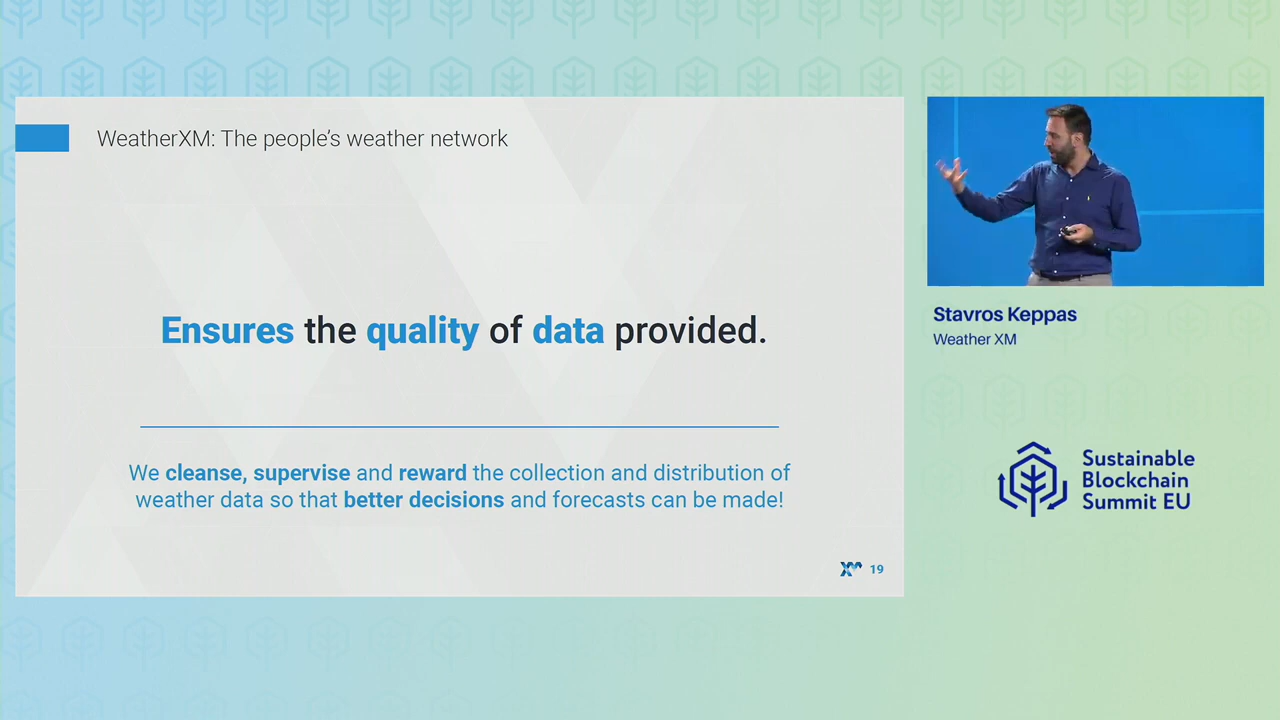 WeatherXM: The people's weather network
Ensures the quality of data provided.
We cleanse, supervise and reward the collection and distribution of
weather data so that better decisions and forecasts can be made!
XM 19
Stavros Keppas
Weather XM
Sustainable
Blockchain
Summit EU